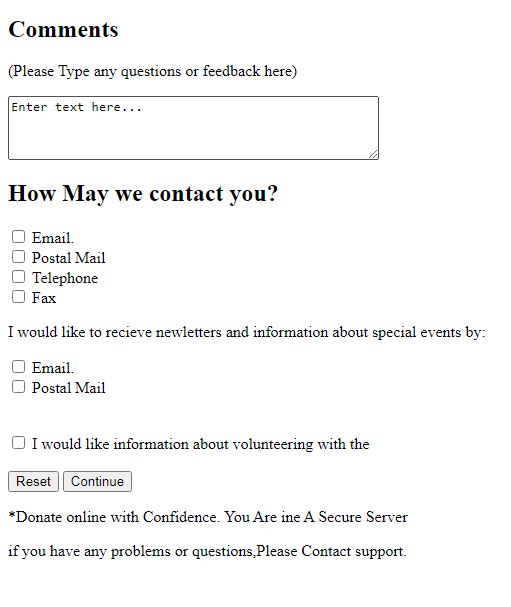 Comments
(Please Type any questions or feedback here)
Enter text here...
How May we contact you?
Email.
Postal Mail
Telephone
Fax
I would like to recieve newletters and information about special events by:
Email.
Postal Mail
I would like information about volunteering with the
Reset Continue
*Donate online with Confidence. You Are ine A Secure Server
if you have any problems or questions,Please Contact support.